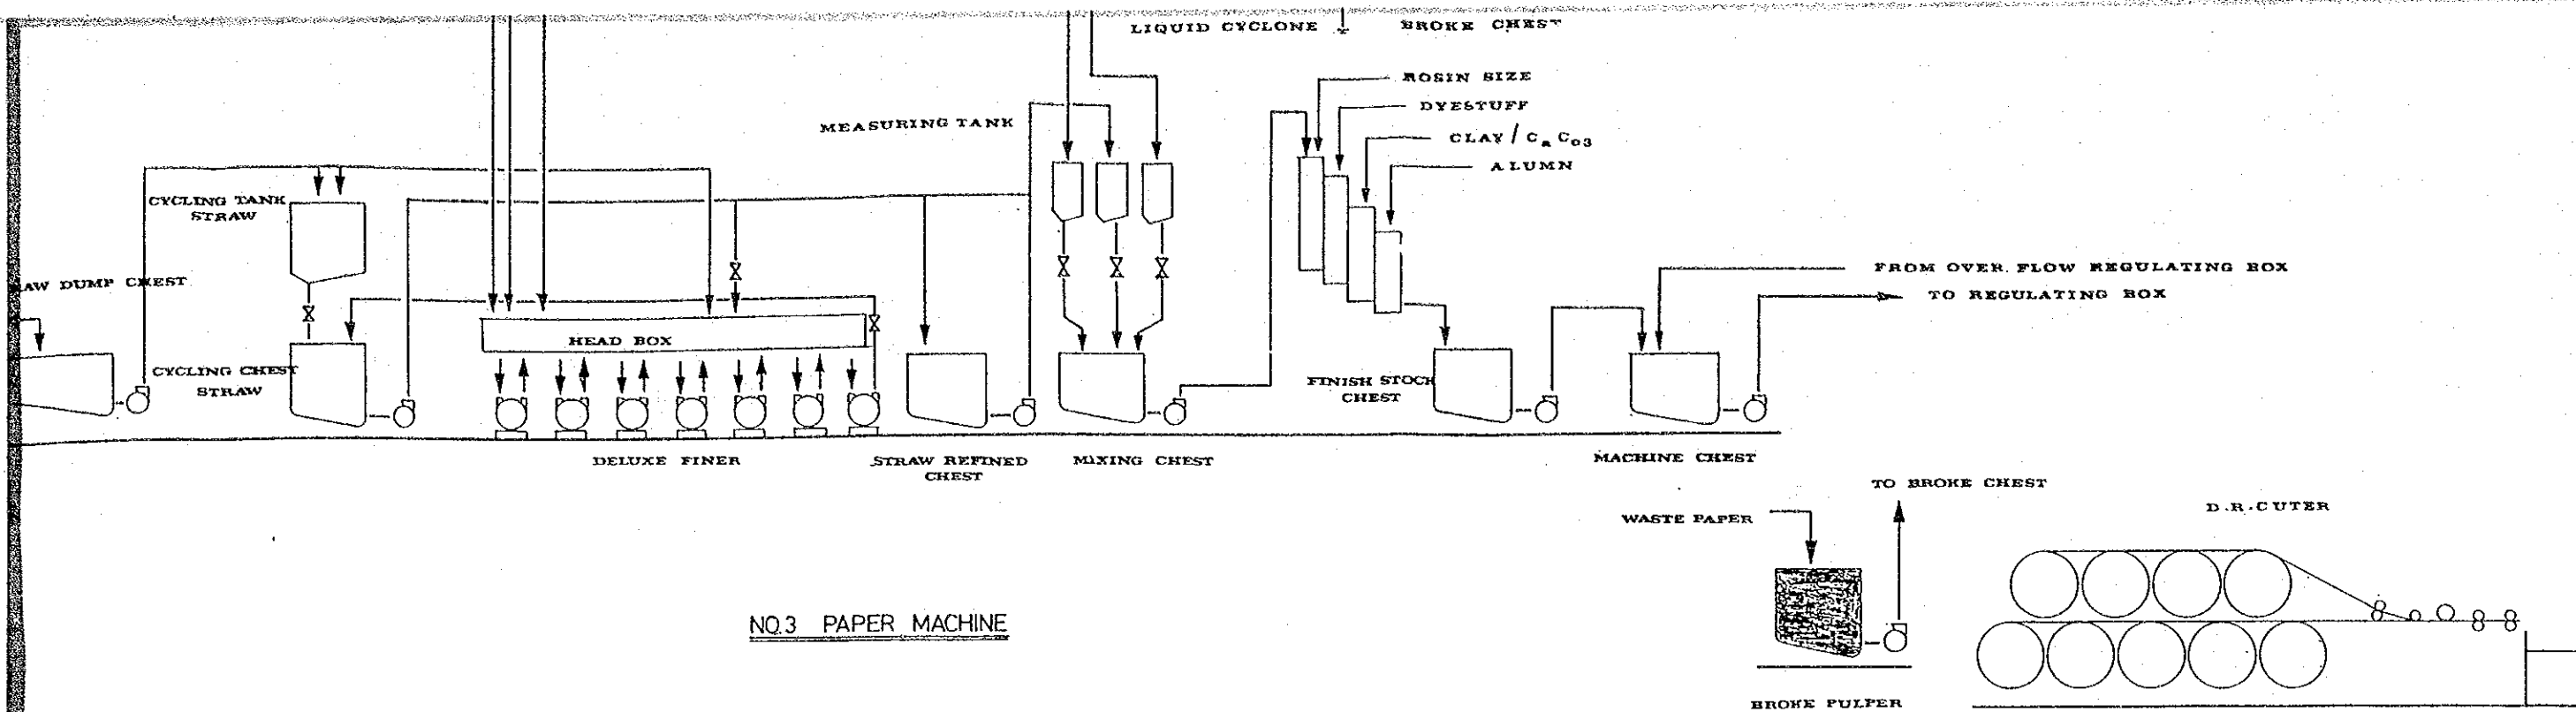 LIQUID CYCLONE
BROKE CHEST
ROSIN SIZE
DYESTUFF
MEASURING TANK
CLAY / CaCO3
ALUMN
CYCLING TANK
STRAW
AW DUMP CHEST
FROM OVER FLOW REGULATING BOX
TO REGULATING BOX
HEAD BOX
CYCLING CHEST
STRAW
FINISH STOCK
CHEST
DELUXE FINER
STRAW REFINED
CHEST
MIXING CHEST
MACHINE CHEST
TO BROKE CHEST
WASTE PAPER
D.R.CUTER
NO.3 PAPER MACHINE
BROKE PULPER